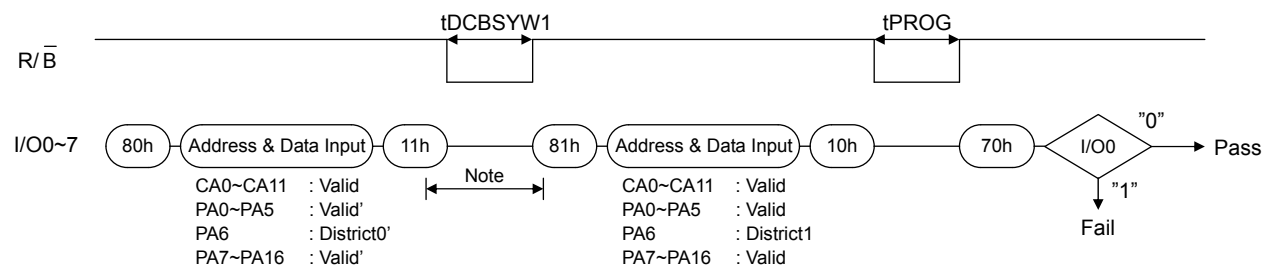 tDCBSYW1 tPROG
R/B̅
I/O0~7 80h Address & Data Input 11h 81h Address & Data Input 10h 70h I/O0 ”0” Pass
Note ”1”
Fail
CA0~CA11 : Valid
PA0~PA5 : Valid’
PA6 : District0’
PA7~PA16 : Valid’
CA0~CA11 : Valid
PA0~PA5 : Valid
PA6 : District1
PA7~PA16 : Valid